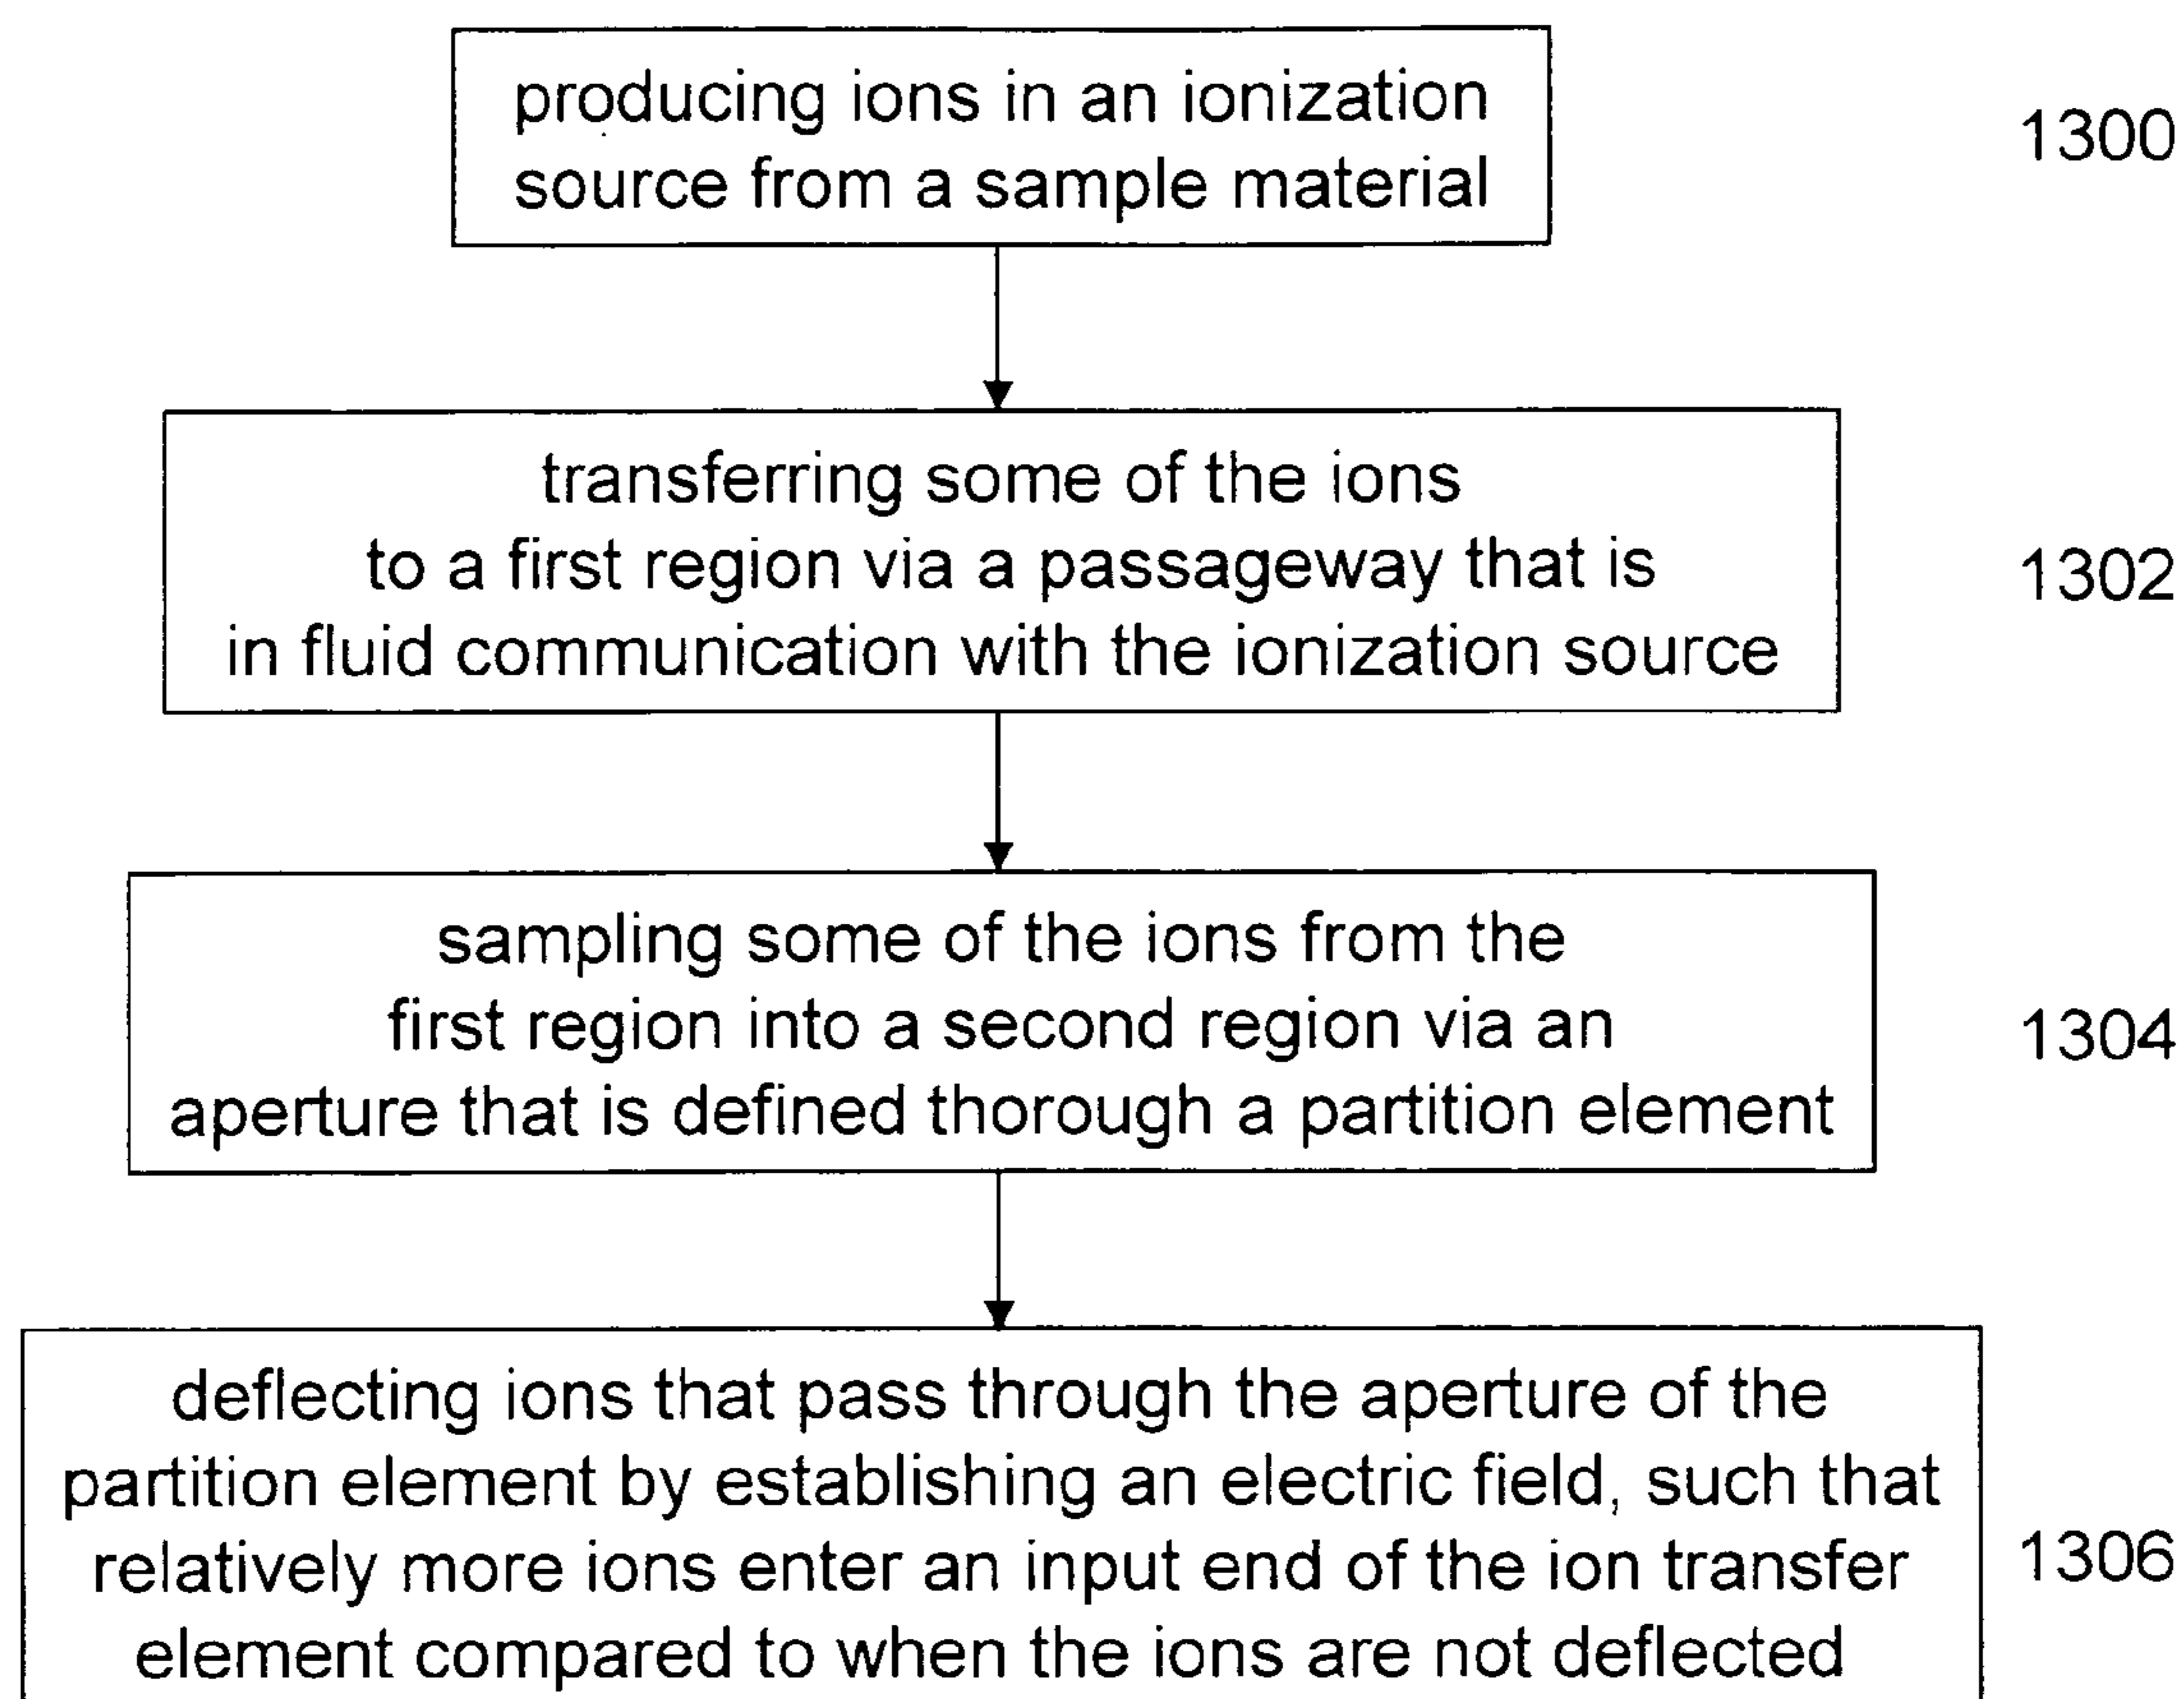 producing ions in an ionization
source from a sample material
1300
transferring some of the ions
to a first region via a passageway that is
in fluid communication with the ionization source
1302
sampling some of the ions from the
first region into a second region via an
aperture that is defined thorough a partition element
1304
deflecting ions that pass through the aperture of the
partition element by establishing an electric field, such that
relatively more ions enter an input end of the ion transfer
element compared to when the ions are not deflected
1306